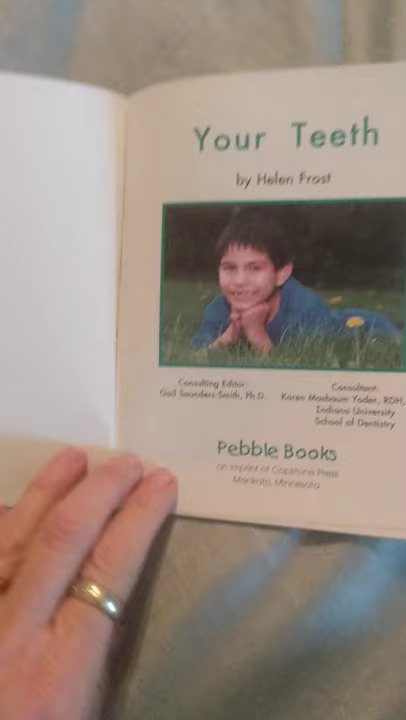 Your Teeth
by Helen Frost
Consulting Editor:
Gail Saunders-Smith, Ph.D.
Consultant:
Karen Masbaum Yoder, RDH,
Indiana University
School of Dentistry
Pebble Books
an imprint of Capstone Press
Mankato, Minnesota